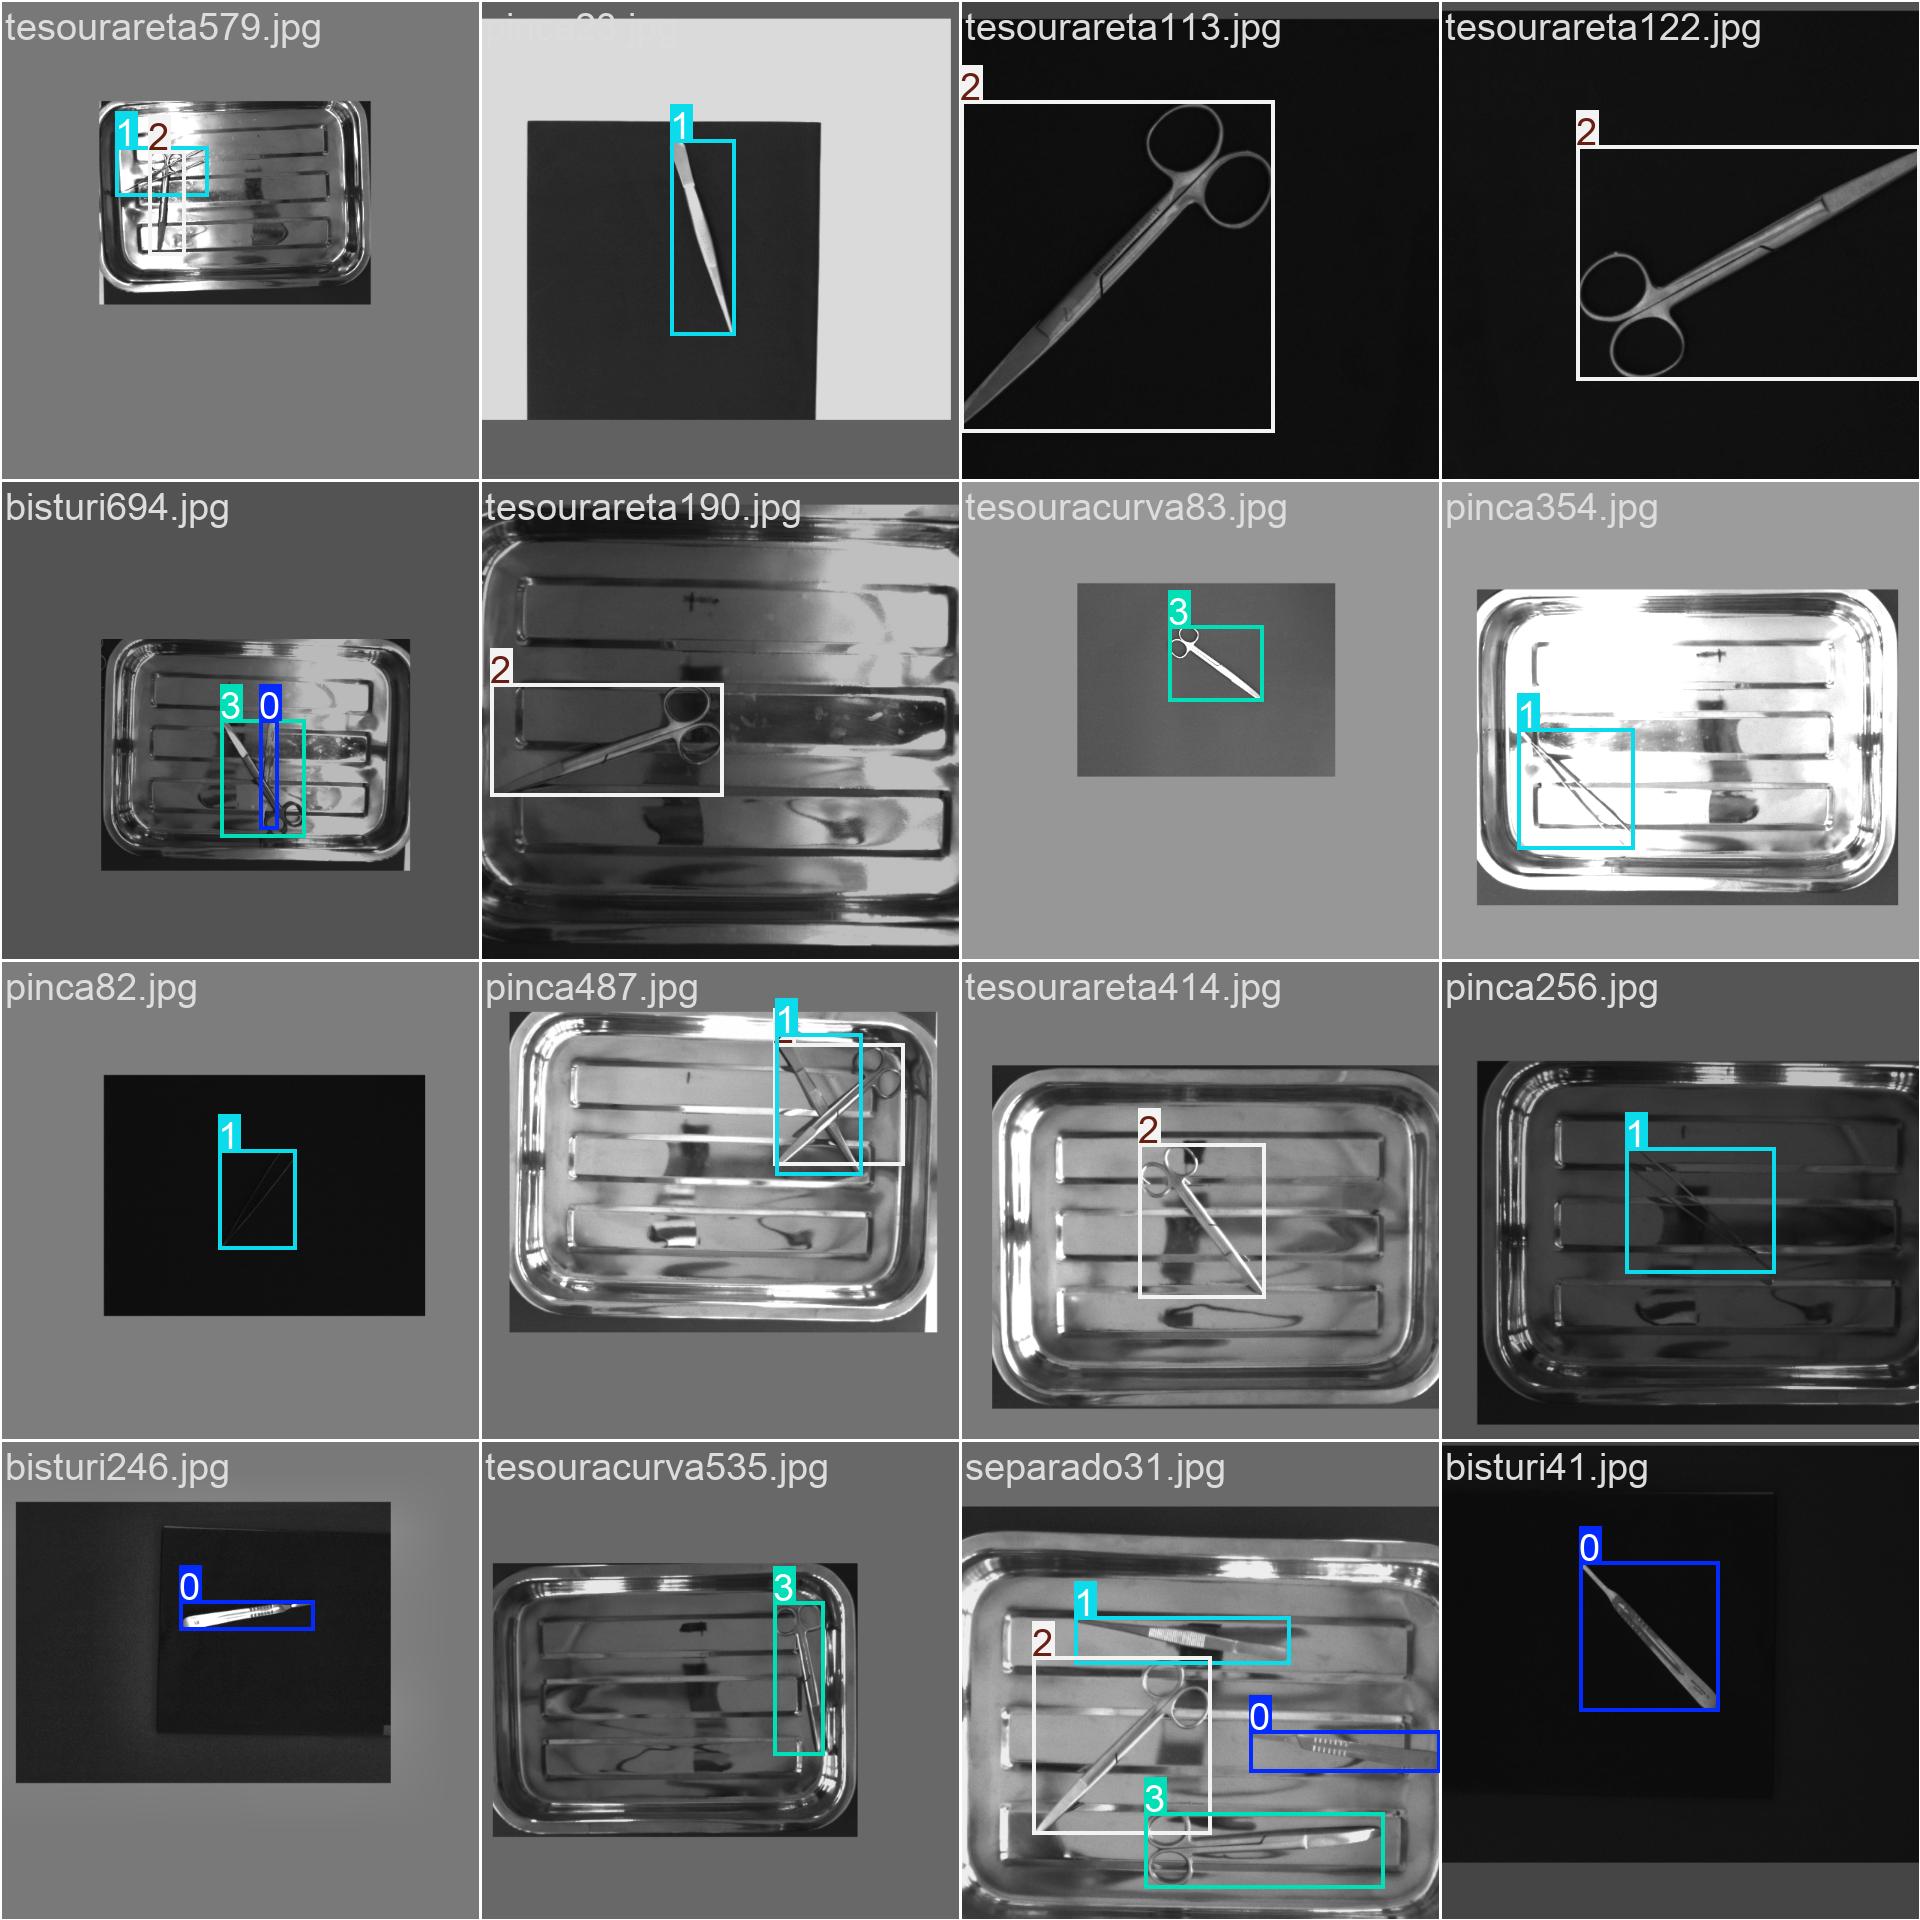 tesourareta579.jpg
1 2
pinca23.jpg
1
tesourareta113.jpg
2
tesourareta122.jpg
2
bisturi694.jpg
3 0
tesourareta190.jpg
2
tesouracurva83.jpg
3
pinca354.jpg
1
pinca82.jpg
1
pinca487.jpg
1
tesourareta414.jpg
2
pinca256.jpg
1
bisturi246.jpg
0
tesouracurva535.jpg
3
separado31.jpg
1
2
0
3
bisturi41.jpg
0